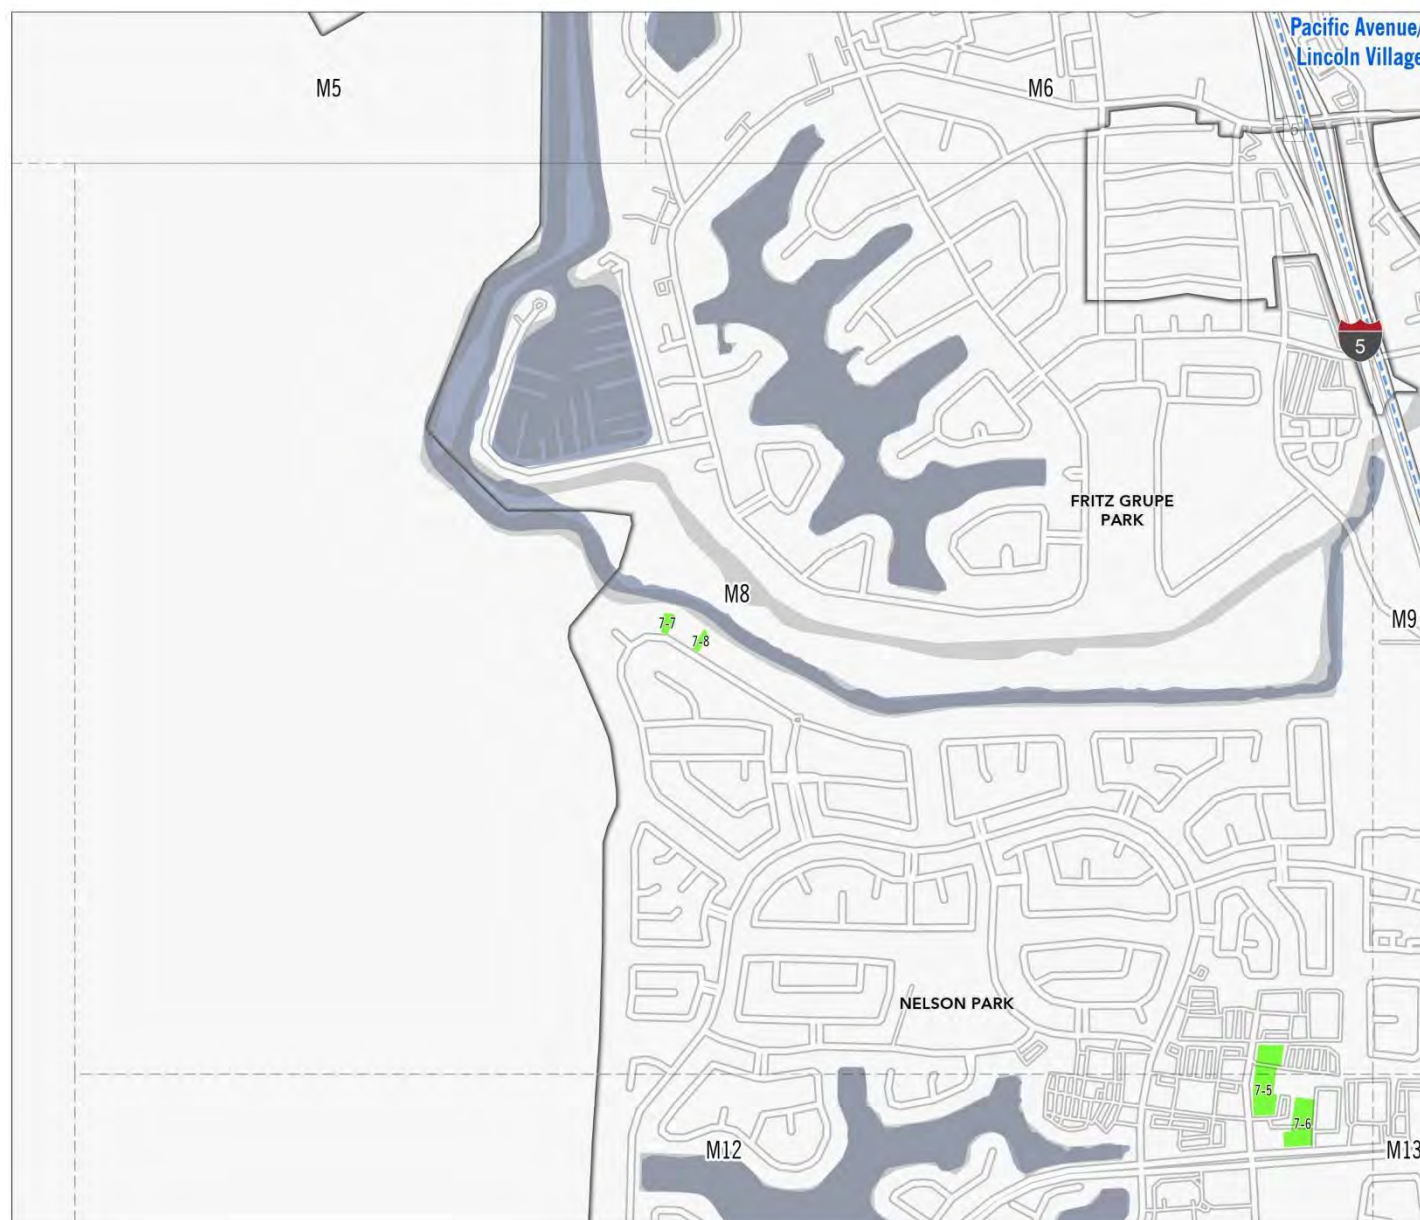 Pacific Avenue/
Lincoln Village
M5
M6
5
FRITZ GRUPE
PARK
M8
M9
7-7
7-8
NELSON PARK
7-5
7-6
M12
M13